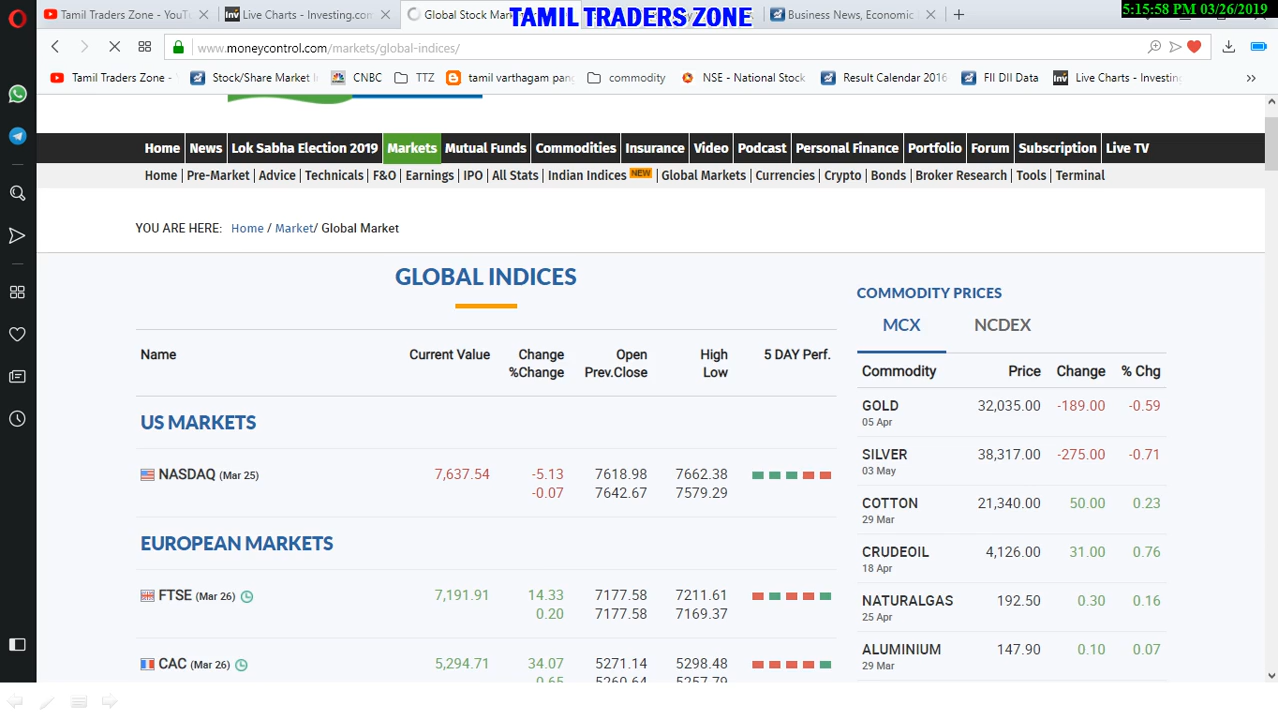 Tamil Traders Zone - YouT
Live Charts - Investing.com
Global Stock Mar
TAMIL TRADERS ZONE
Business News, Economic
5:15:58 PM 03/26/2019
www.moneycontrol.com/markets/global-indices/
Tamil Traders Zone -
Stock/Share Market I
CNBC
TTZ
tamil varthagam pan
commodity
NSE - National Stock
Result Calendar 2016
FII DII Data
Live Charts - Investin
Home News Lok Sabha Election 2019 Markets Mutual Funds Commodities Insurance Video Podcast Personal Finance Portfolio Forum Subscription Live TV
Home | Pre-Market | Advice | Technicals | F&O | Earnings | IPO | All Stats | Indian Indices NEW | Global Markets | Currencies | Crypto | Bonds | Broker Research | Tools | Terminal
YOU ARE HERE: Home / Market/ Global Market
GLOBAL INDICES
Name Current Value Change Open High 5 DAY Perf.
%Change Prev.Close Low
US MARKETS
NASDAQ (Mar 25) 7,637.54 -5.13 7618.98 7662.38
-0.07 7642.67 7579.29
EUROPEAN MARKETS
FTSE (Mar 26) 7,191.91 14.33 7177.58 7211.61
0.20 7177.58 7169.37
CAC (Mar 26) 5,294.71 34.07 5271.14 5298.48
0.65 5260.64 5257.79
COMMODITY PRICES
MCX NCDEX
Commodity Price Change % Chg
GOLD 32,035.00 -189.00 -0.59
05 Apr
SILVER 38,317.00 -275.00 -0.71
03 May
COTTON 21,340.00 50.00 0.23
29 Mar
CRUDEOIL 4,126.00 31.00 0.76
18 Apr
NATURALGAS 192.50 0.30 0.16
25 Apr
ALUMINIUM 147.90 0.10 0.07
29 Mar